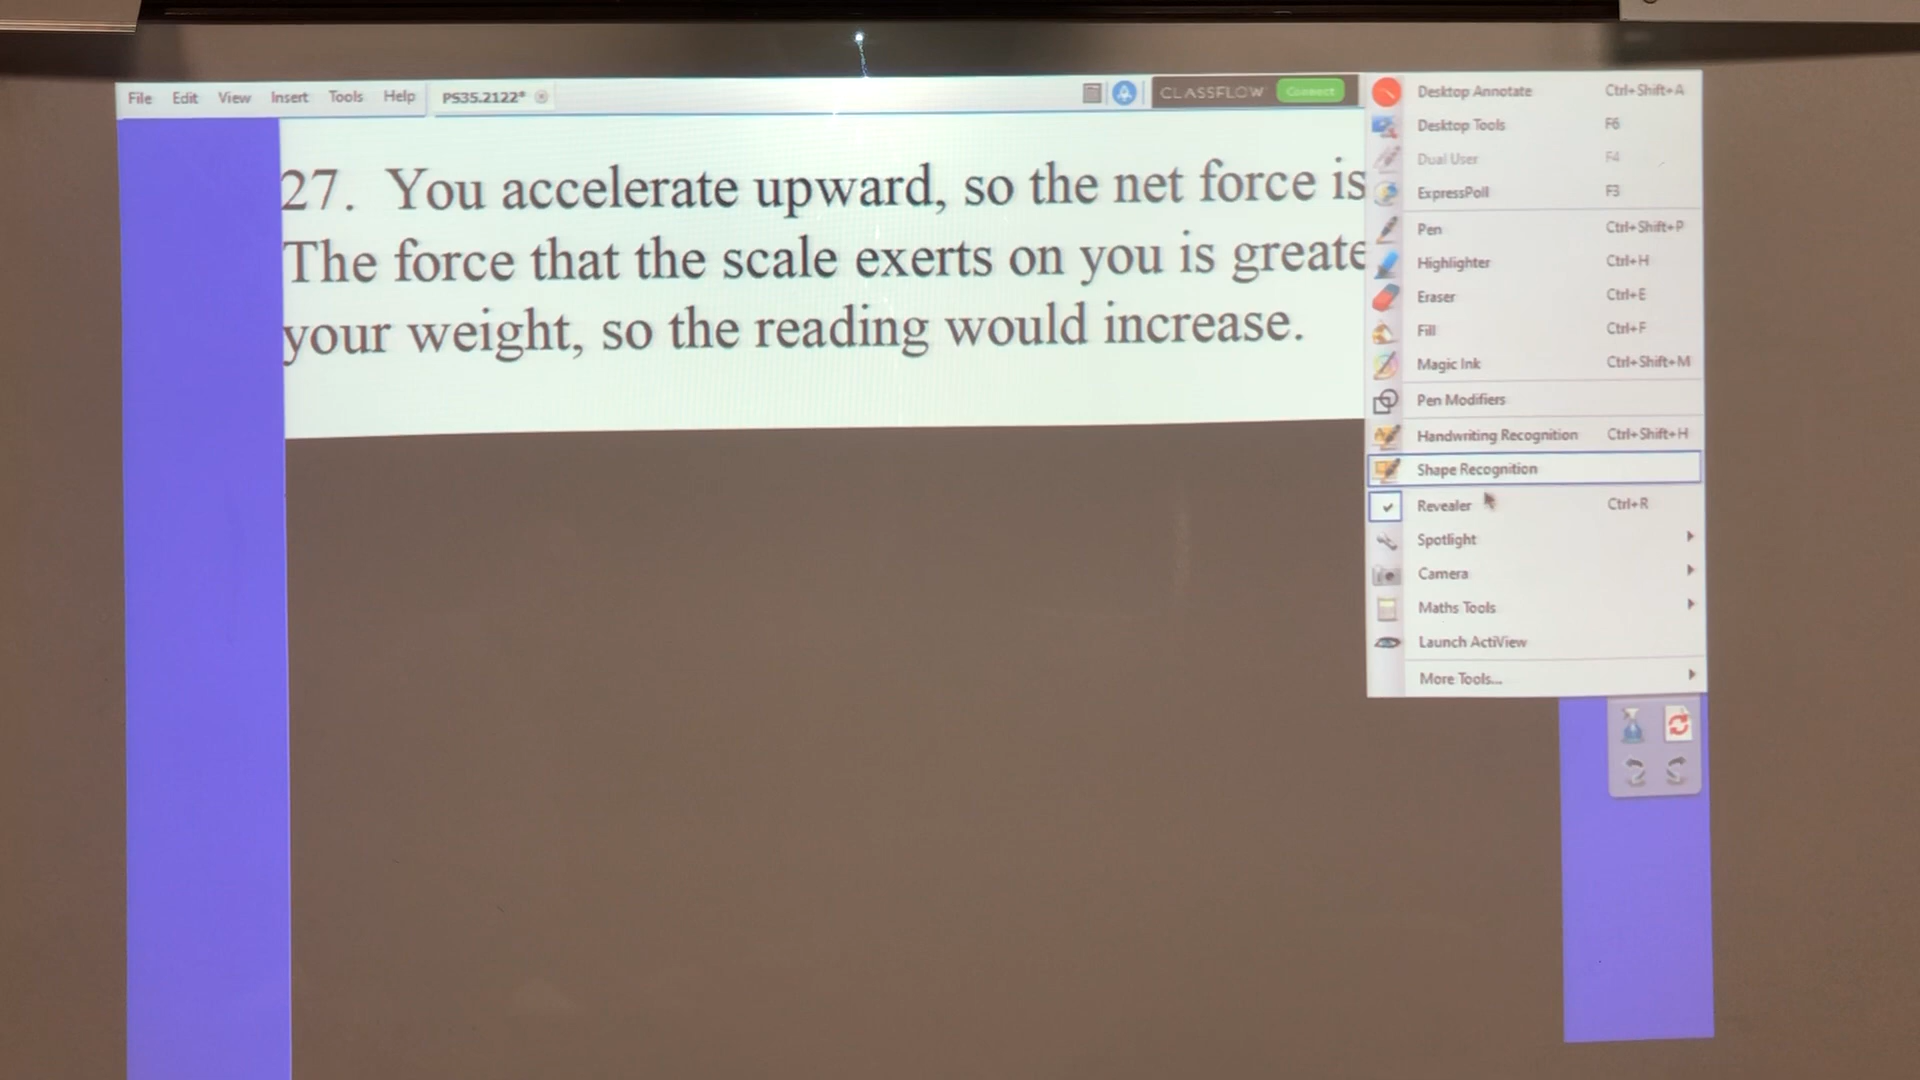 File Edit View Insert Tools Help PS35.2122* CLASSFLOW Connect
27. You accelerate upward, so the net force is
The force that the scale exerts on you is greate
your weight, so the reading would increase.
Desktop Annotate Ctrl+Shift+A
Desktop Tools F6
Dual User F4
ExpressPoll F3
Pen Ctrl+Shift+P
Highlighter Ctrl+H
Eraser Ctrl+E
Fill Ctrl+F
Magic Ink Ctrl+Shift+M
Pen Modifiers
Handwriting Recognition Ctrl+Shift+H
Shape Recognition
Revealer Ctrl+R
Spotlight
Camera
Maths Tools
Launch ActiView
More Tools...